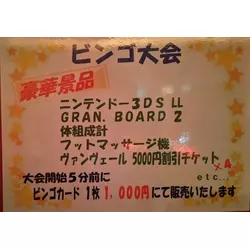 ビンゴ大会
豪華景品
ニンテンドー3DS LL
GRAN. BOARD 2
体組成計
フットマッサージ機
ヴァンヴェール 5000円割引チケット ×4
etc...
大会開始5分前に
ビンゴカード 1枚1,000円にて販売いたします